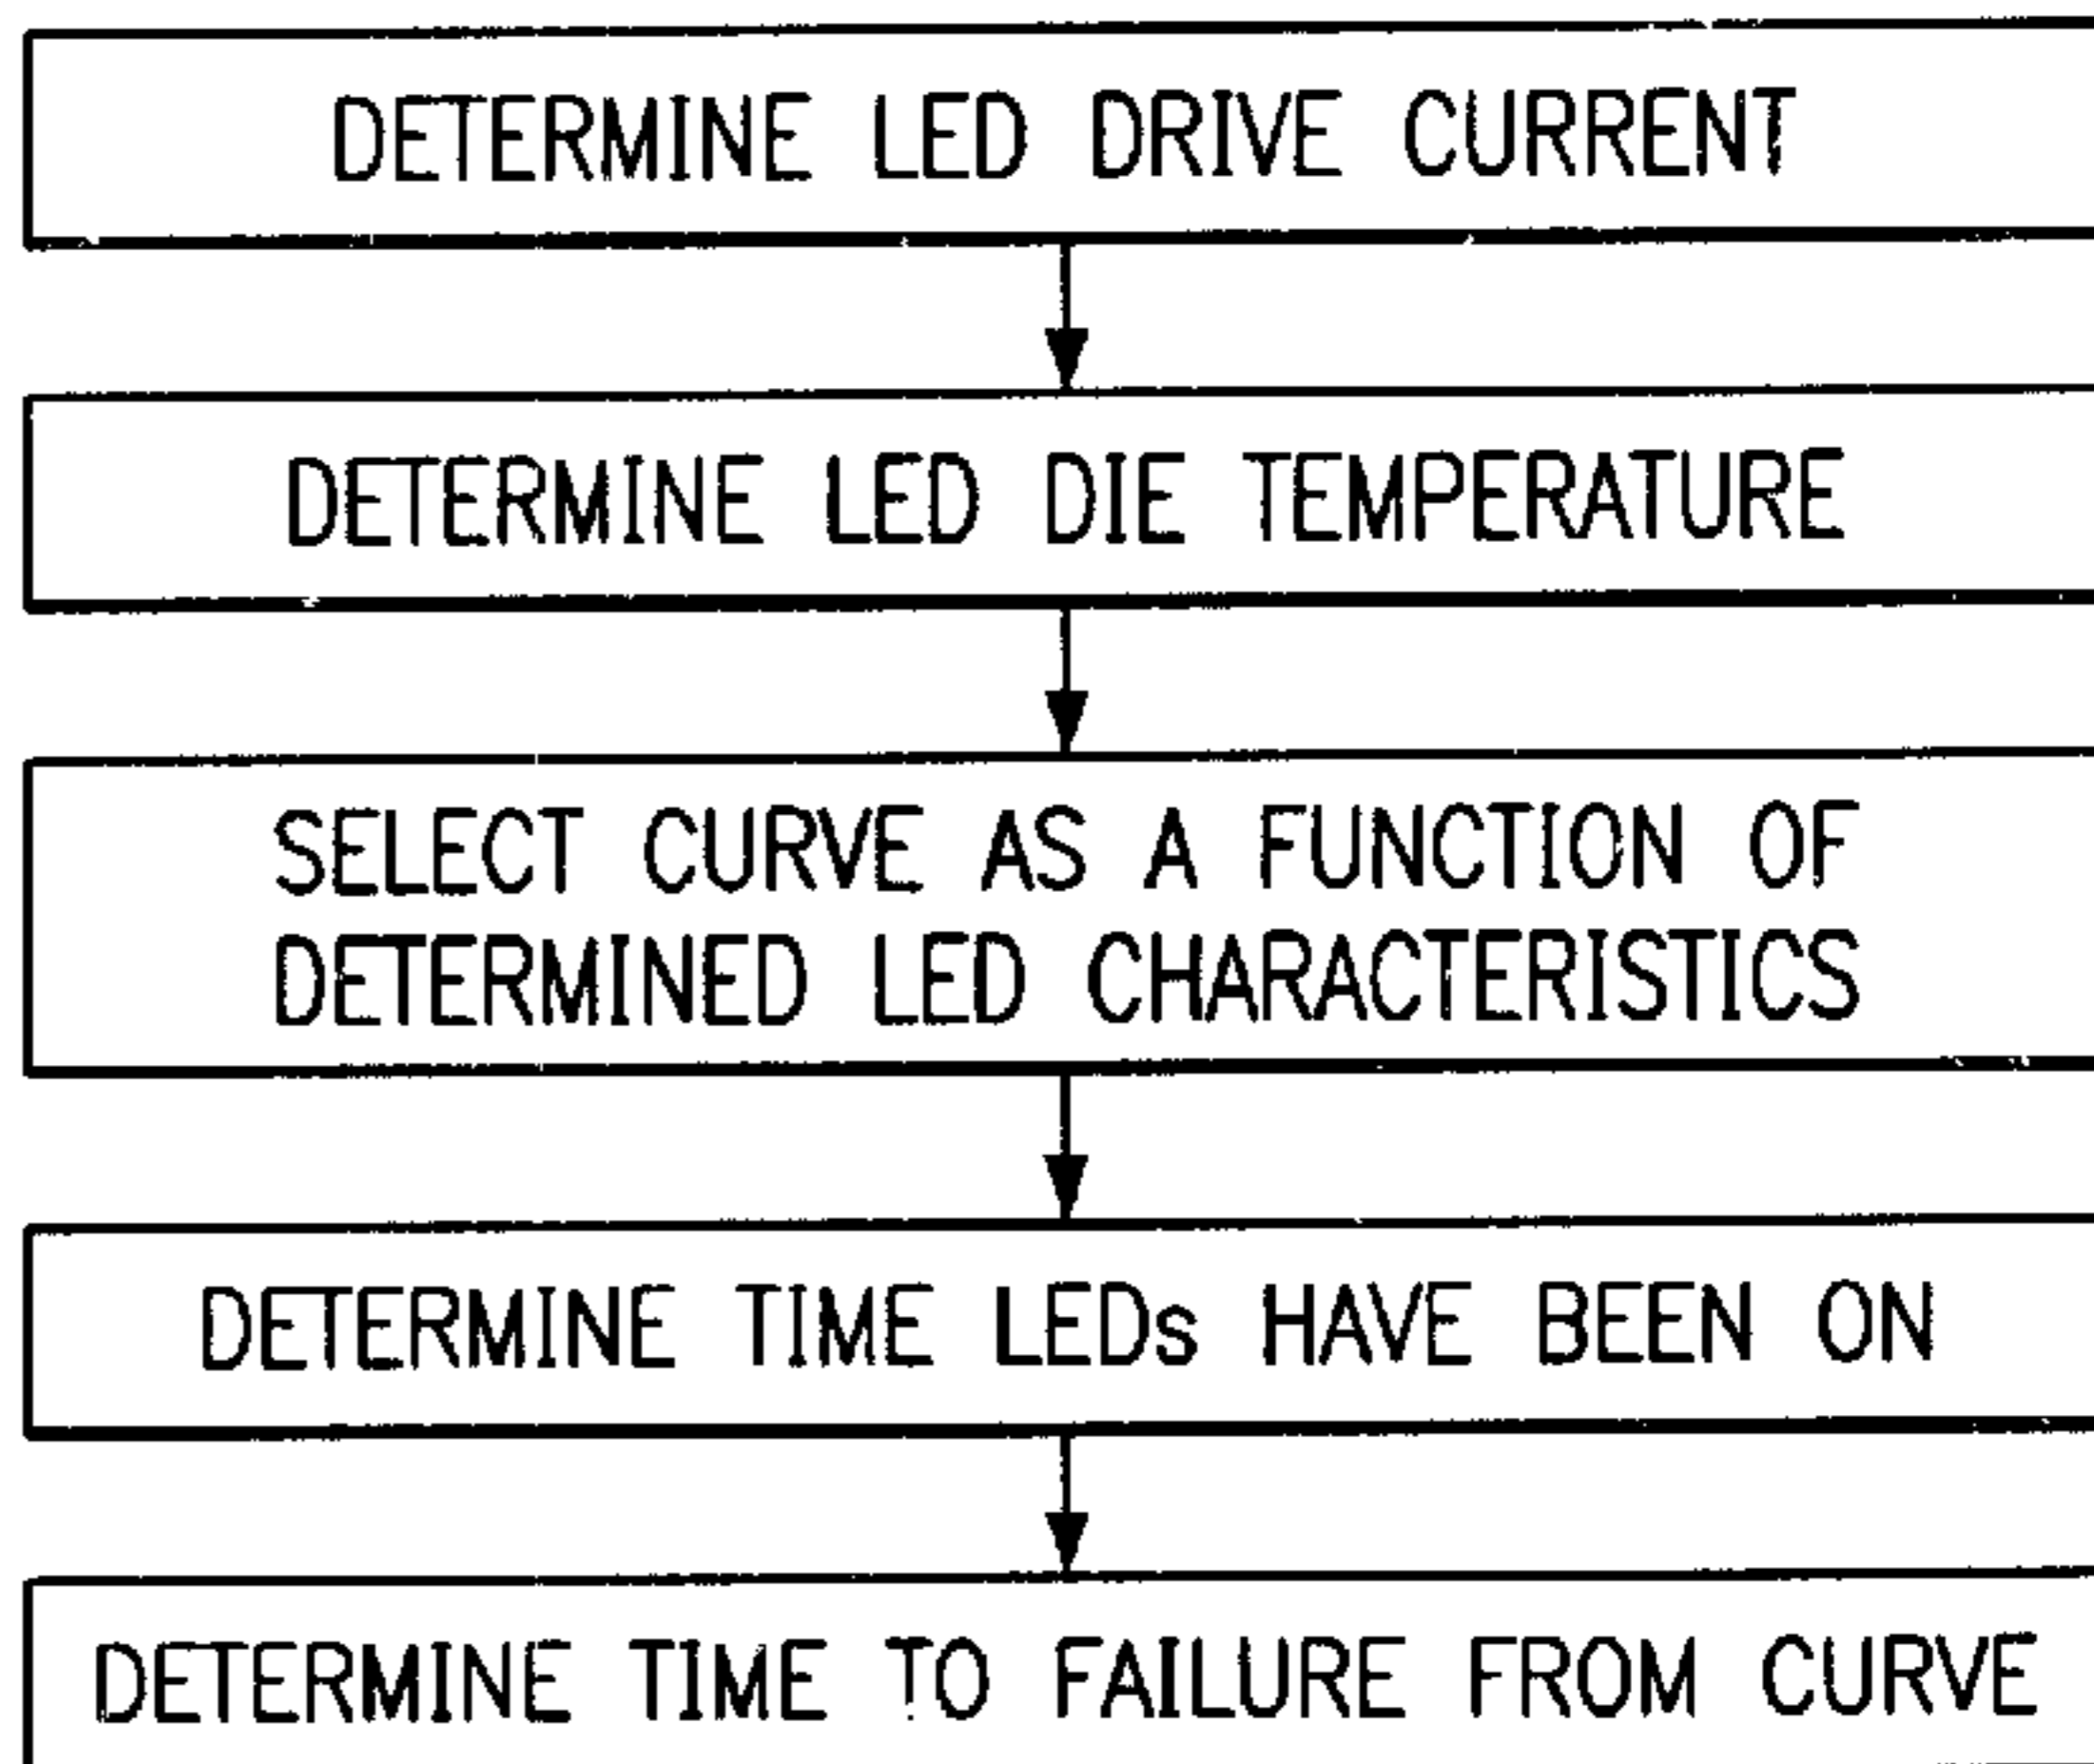 DETERMINE LED DRIVE CURRENT
DETERMINE LED DIE TEMPERATURE
SELECT CURVE AS A FUNCTION OF
DETERMINED LED CHARACTERISTICS
DETERMINE TIME LEDs HAVE BEEN ON
DETERMINE TIME TO FAILURE FROM CURVE